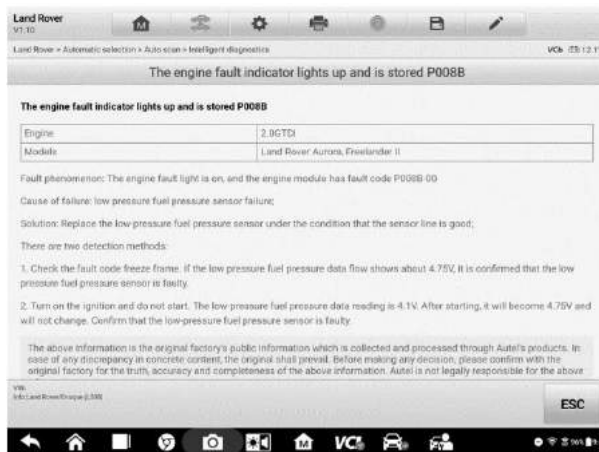 Land Rover
V1.10
Land Rover > Automatic selection > Auto scan > Intelligent diagnostics
VCI: 12.1
The engine fault indicator lights up and is stored P008B
The engine fault indicator lights up and is stored P008B
Engine 2.0GTDI
Models Land Rover Aurora, Freelander II
Fault phenomenon: The engine fault light is on, and the engine module has fault code P008B-00
Cause of failure: low pressure fuel pressure sensor failure;
Solution: Replace the low-pressure fuel pressure sensor under the condition that the sensor line is good;
There are two detection methods:
1. Check the fault code freeze frame. If the low pressure fuel pressure data flow shows about 4.75V, it is confirmed that the low
pressure fuel pressure sensor is faulty.
2. Turn on the ignition and do not start. The low-pressure fuel pressure data reading is 4.1V. After starting, it will become 4.75V and
will not change. Confirm that the low-pressure fuel pressure sensor is faulty.
The above information is the original factory's public information which is collected and processed through Autel's products. In
case of any discrepancy in concrete content, the original shall prevail. Before making any decision, please confirm with the
original factory for the truth, accuracy and completeness of the above information. Autel is not legally responsible for the above
ESC
VCI
96%